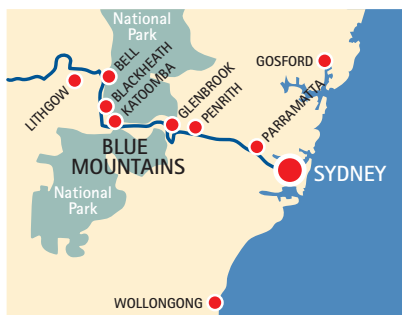 National
Park
BELL
BLACKHEATH
KATOOMBA
LITHGOW
GLENBROOK
PENRITH
GOSFORD
PARRAMATTA
BLUE
MOUNTAINS
SYDNEY
National
Park
WOLLONGONG